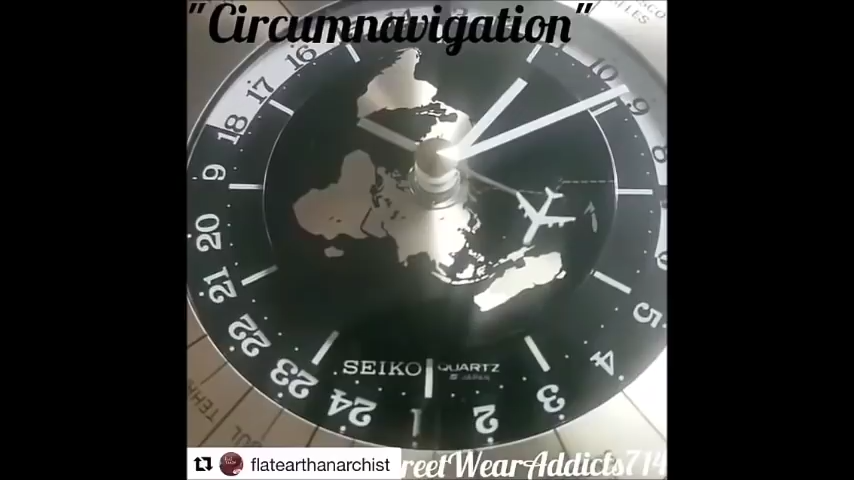 "Circumnavigation"
16
17
18
20
21
22
23
24
1
2
3
4
5
8
9
10
SEIKO
QUARTZ
TEHR
flatearthanarchist
reetWearAddicts714